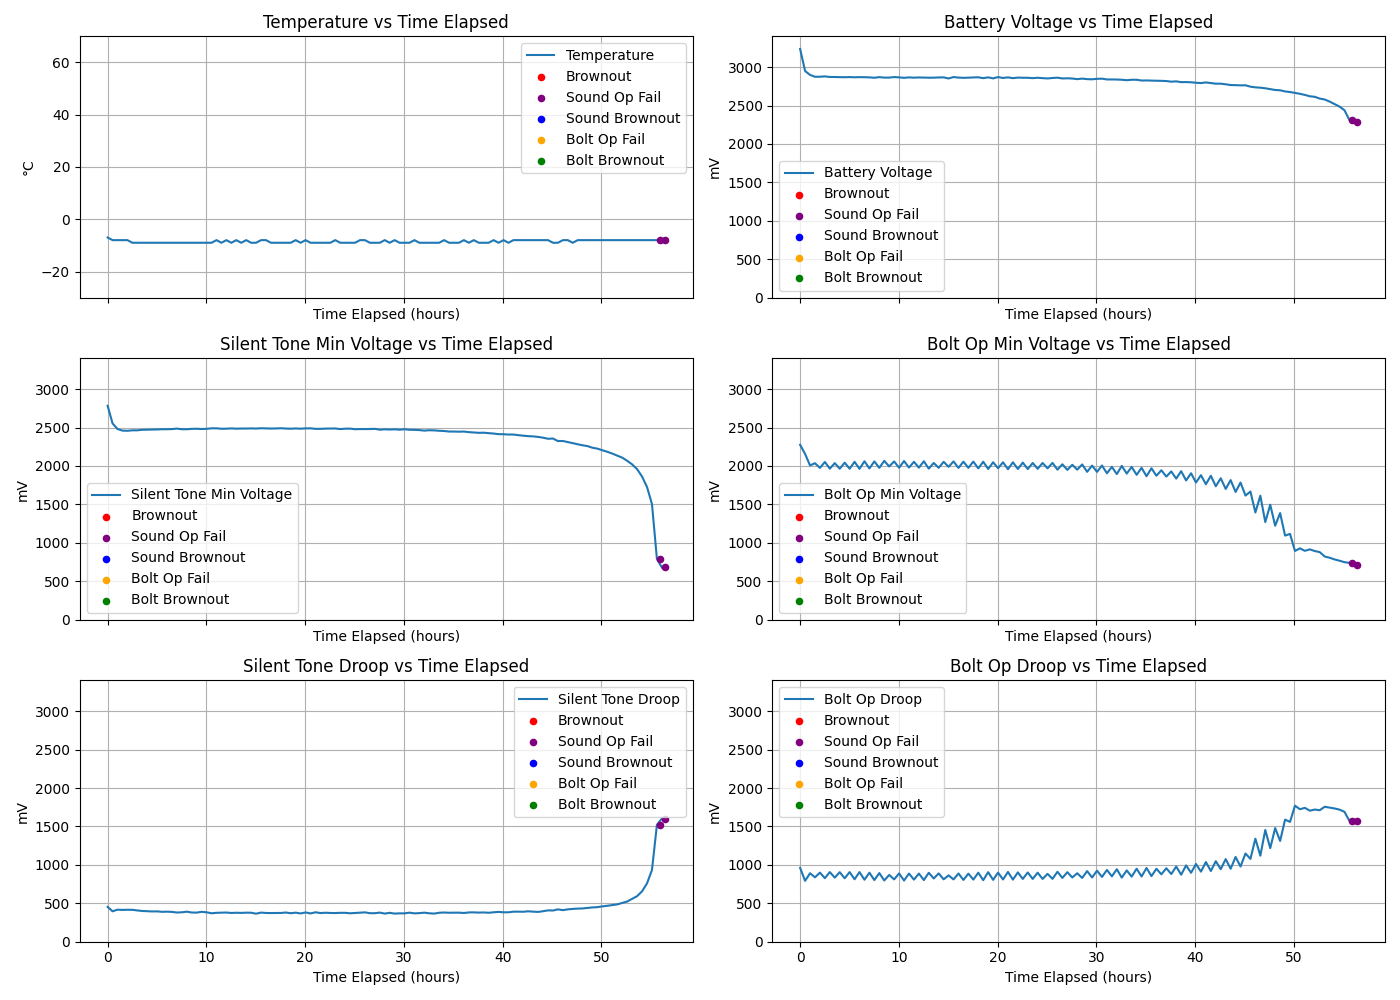 Temperature vs Time Elapsed
60
40
20
0
−20
°C
Temperature
Brownout
Sound Op Fail
Sound Brownout
Bolt Op Fail
Bolt Brownout
Time Elapsed (hours)
Battery Voltage vs Time Elapsed
3000
2500
2000
1500
1000
500
0
mV
Battery Voltage
Brownout
Sound Op Fail
Sound Brownout
Bolt Op Fail
Bolt Brownout
Time Elapsed (hours)
Silent Tone Min Voltage vs Time Elapsed
3000
2500
2000
1500
1000
500
0
mV
Silent Tone Min Voltage
Brownout
Sound Op Fail
Sound Brownout
Bolt Op Fail
Bolt Brownout
Time Elapsed (hours)
Bolt Op Min Voltage vs Time Elapsed
3000
2500
2000
1500
1000
500
0
mV
Bolt Op Min Voltage
Brownout
Sound Op Fail
Sound Brownout
Bolt Op Fail
Bolt Brownout
Time Elapsed (hours)
Silent Tone Droop vs Time Elapsed
3000
2500
2000
1500
1000
500
0
mV
Silent Tone Droop
Brownout
Sound Op Fail
Sound Brownout
Bolt Op Fail
Bolt Brownout
0 10 20 30 40 50
Time Elapsed (hours)
Bolt Op Droop vs Time Elapsed
3000
2500
2000
1500
1000
500
0
mV
Bolt Op Droop
Brownout
Sound Op Fail
Sound Brownout
Bolt Op Fail
Bolt Brownout
0 10 20 30 40 50
Time Elapsed (hours)